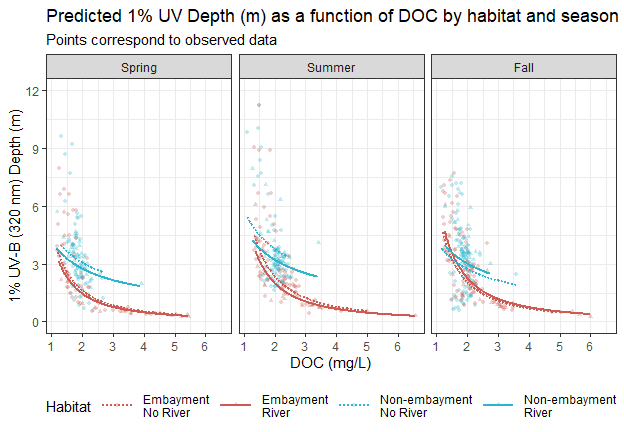 Predicted 1% UV Depth (m) as a function of DOC by habitat and season
Points correspond to observed data
Spring
Summer
Fall
1% UV-B (320 nm) Depth (m)
12
9
6
3
0
1 2 3 4 5 6
1 2 3 4 5 6
1 2 3 4 5 6
DOC (mg/L)
Habitat
Embayment
No River
Embayment
River
Non-embayment
No River
Non-embayment
River